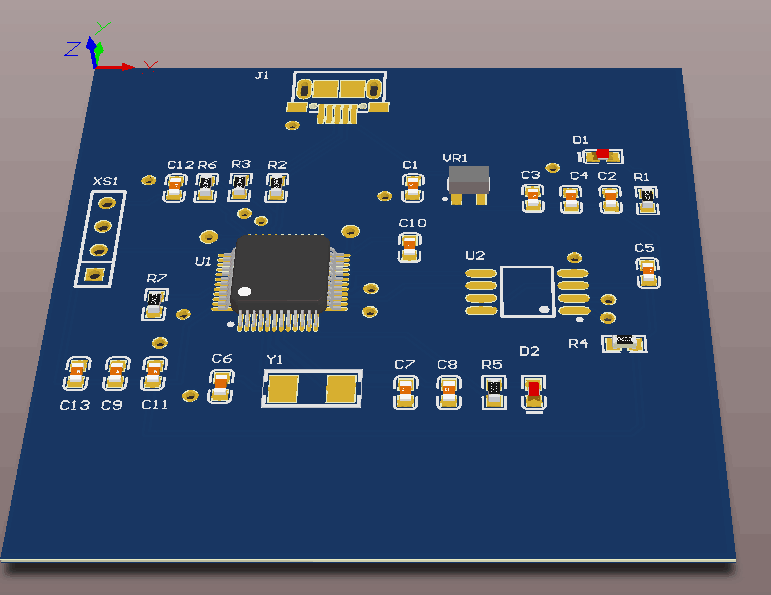 Y
Z
X
J1
D1
VR1
C12 R6 R3 R2
C1
C3 C4 C2 R1
XS1
C10
C5
U1
U2
R7
R4
D2
C6
Y1
C7 C8 R5
C13 C9 C11